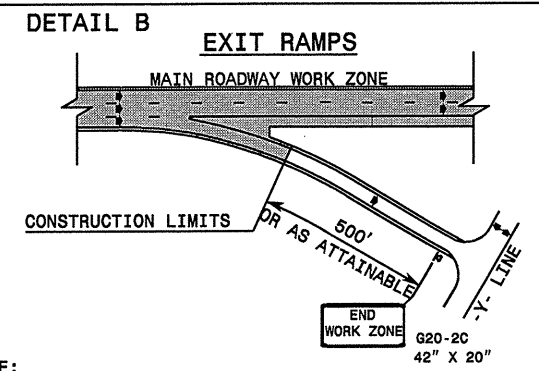 DETAIL B
EXIT RAMPS
MAIN ROADWAY WORK ZONE
CONSTRUCTION LIMITS
500'
OR AS ATTAINABLE
-Y- LINE
END
WORK ZONE
G20-2C
42" X 20"